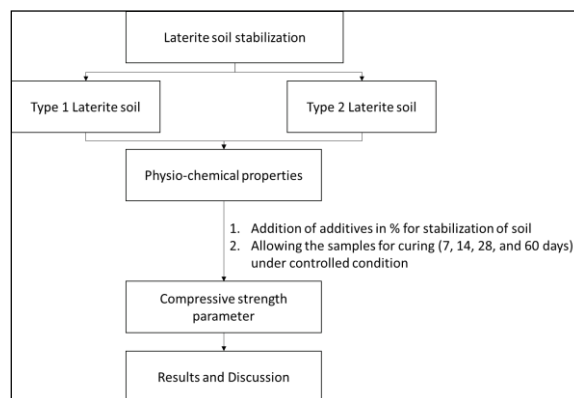 Laterite soil stabilization
Type 1 Laterite soil
Type 2 Laterite soil
Physio-chemical properties
1. Addition of additives in % for stabilization of soil
2. Allowing the samples for curing (7, 14, 28, and 60 days)
under controlled condition
Compressive strength
parameter
Results and Discussion